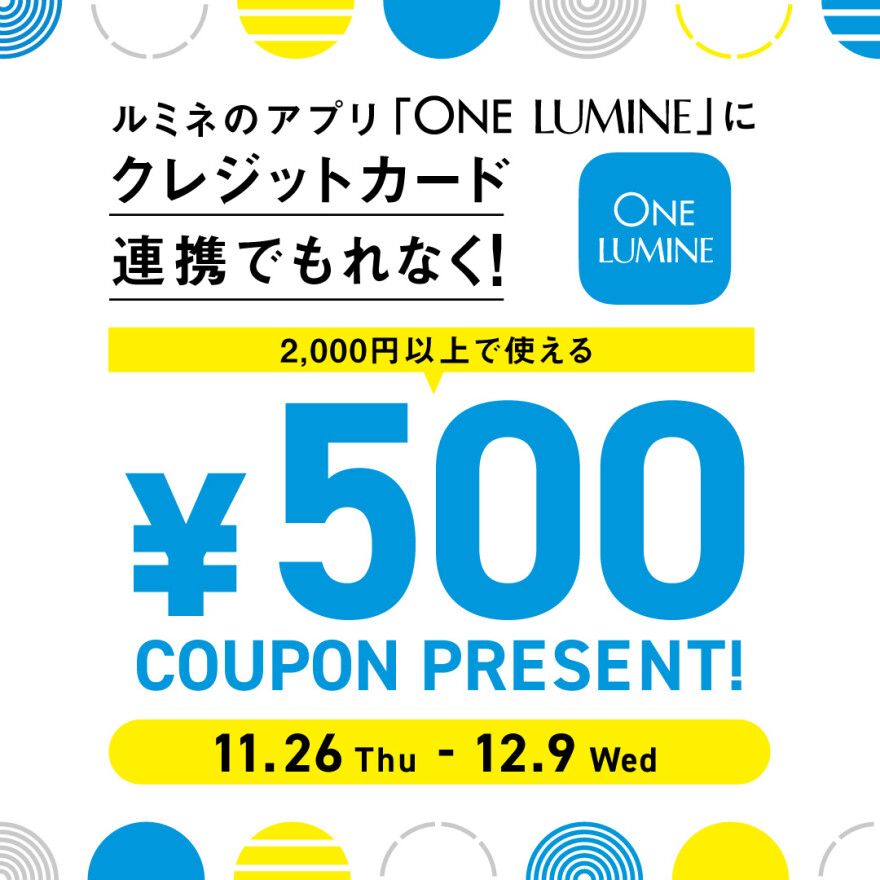 ルミネのアプリ「ONE LUMINE」に
クレジットカード
連携でもれなく!
ONE
LUMINE
2,000円以上で使える
¥500
COUPON PRESENT!
11.26 Thu - 12.9 Wed